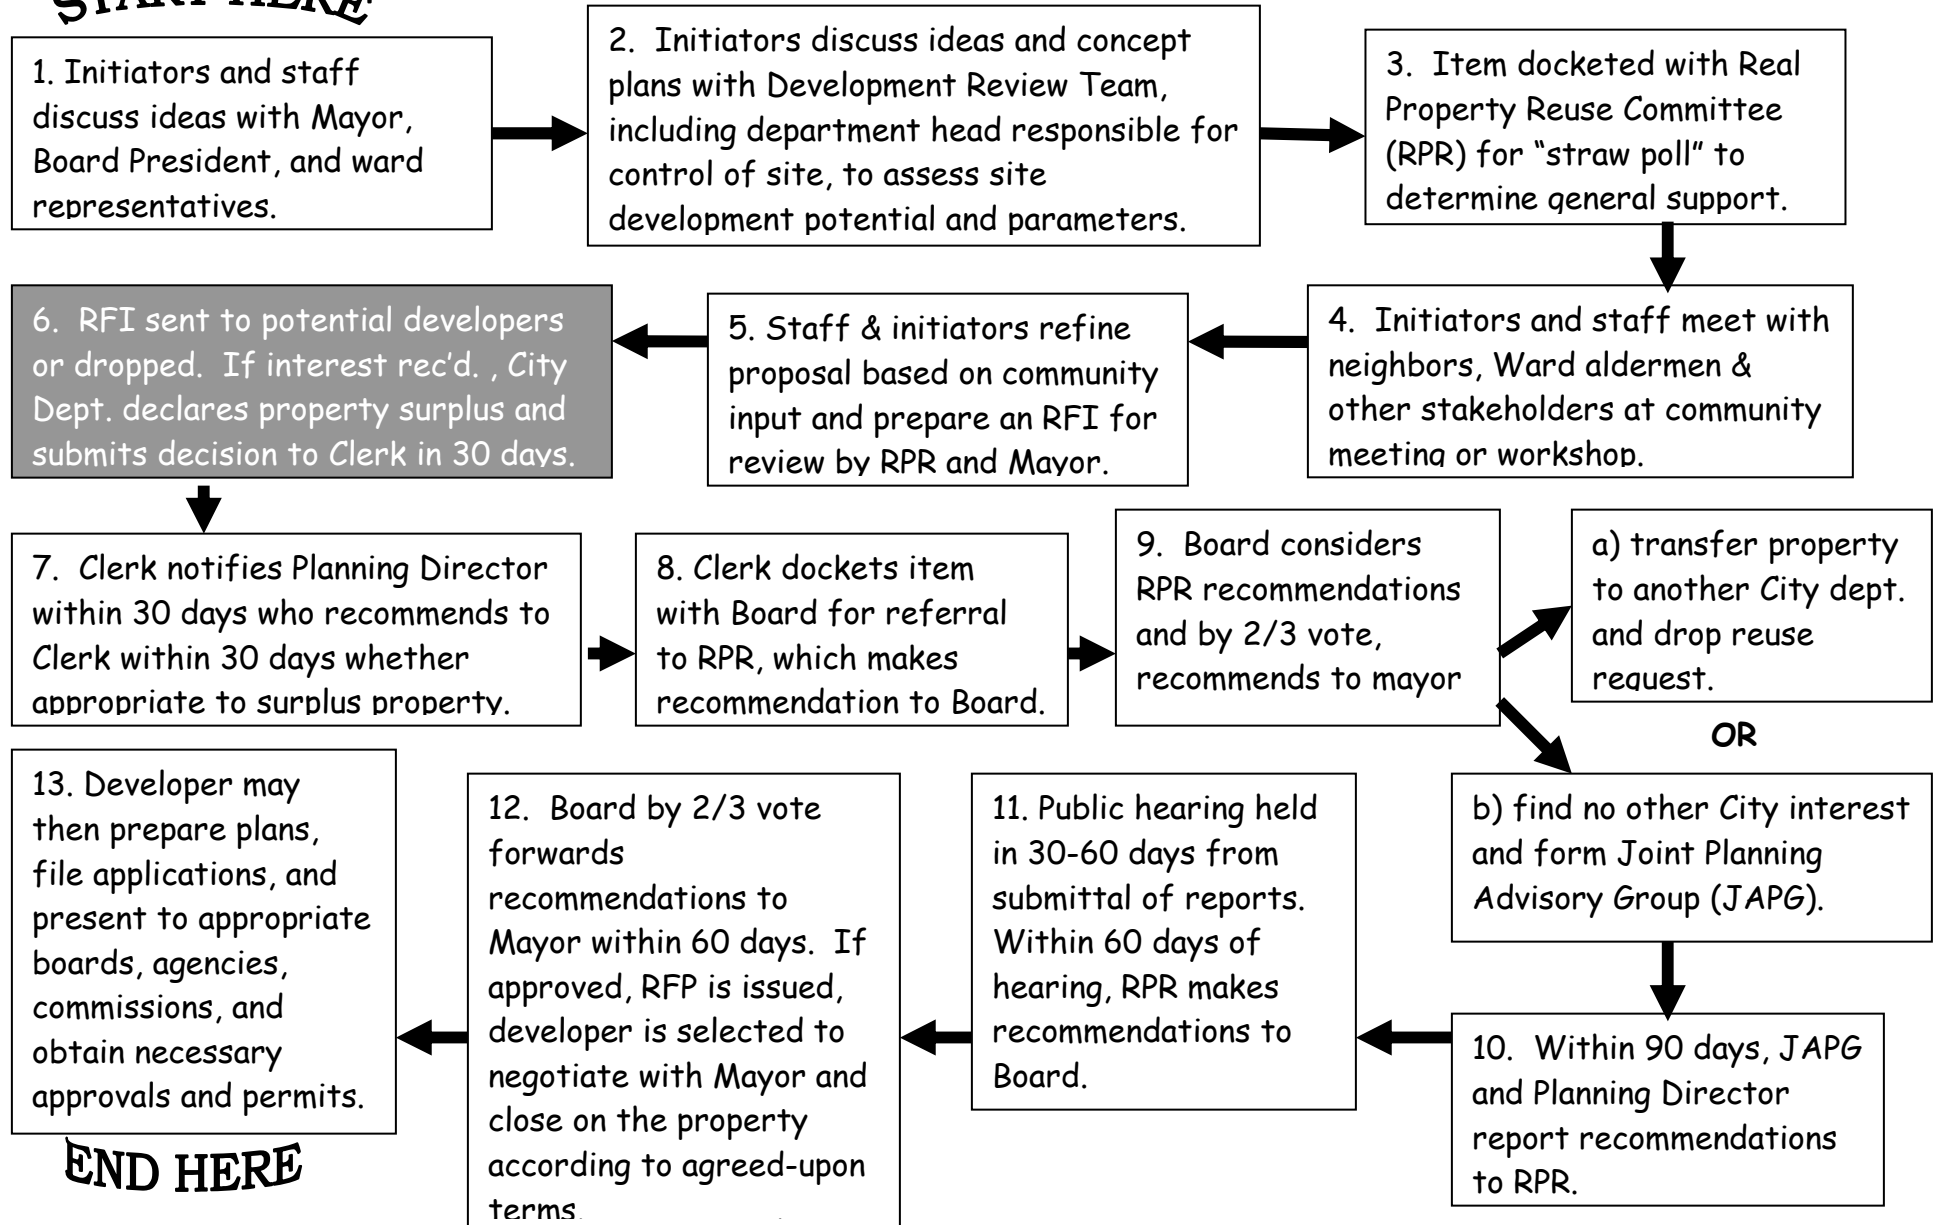 START HERE
1. Initiators and staff
discuss ideas with Mayor,
Board President, and ward
representatives.
2. Initiators discuss ideas and concept
plans with Development Review Team,
including department head responsible for
control of site, to assess site
development potential and parameters.
3. Item docketed with Real
Property Reuse Committee
(RPR) for “straw poll” to
determine general support.
4. Initiators and staff meet with
neighbors, Ward aldermen &
other stakeholders at community
meeting or workshop.
5. Staff & initiators refine
proposal based on community
input and prepare an RFI for
review by RPR and Mayor.
6. RFI sent to potential developers
or dropped. If interest rec’d. , City
Dept. declares property surplus and
submits decision to Clerk in 30 days.
7. Clerk notifies Planning Director
within 30 days who recommends to
Clerk within 30 days whether
appropriate to surplus property.
8. Clerk dockets item
with Board for referral
to RPR, which makes
recommendation to Board.
9. Board considers
RPR recommendations
and by 2/3 vote,
recommends to mayor
a) transfer property
to another City dept.
and drop reuse
request.
OR
b) find no other City interest
and form Joint Planning
Advisory Group (JAPG).
10. Within 90 days, JAPG
and Planning Director
report recommendations
to RPR.
11. Public hearing held
in 30-60 days from
submittal of reports.
Within 60 days of
hearing, RPR makes
recommendations to
Board.
12. Board by 2/3 vote
forwards
recommendations to
Mayor within 60 days. If
approved, RFP is issued,
developer is selected to
negotiate with Mayor and
close on the property
according to agreed-upon
terms.
13. Developer may
then prepare plans,
file applications, and
present to appropriate
boards, agencies,
commissions, and
obtain necessary
approvals and permits.
END HERE